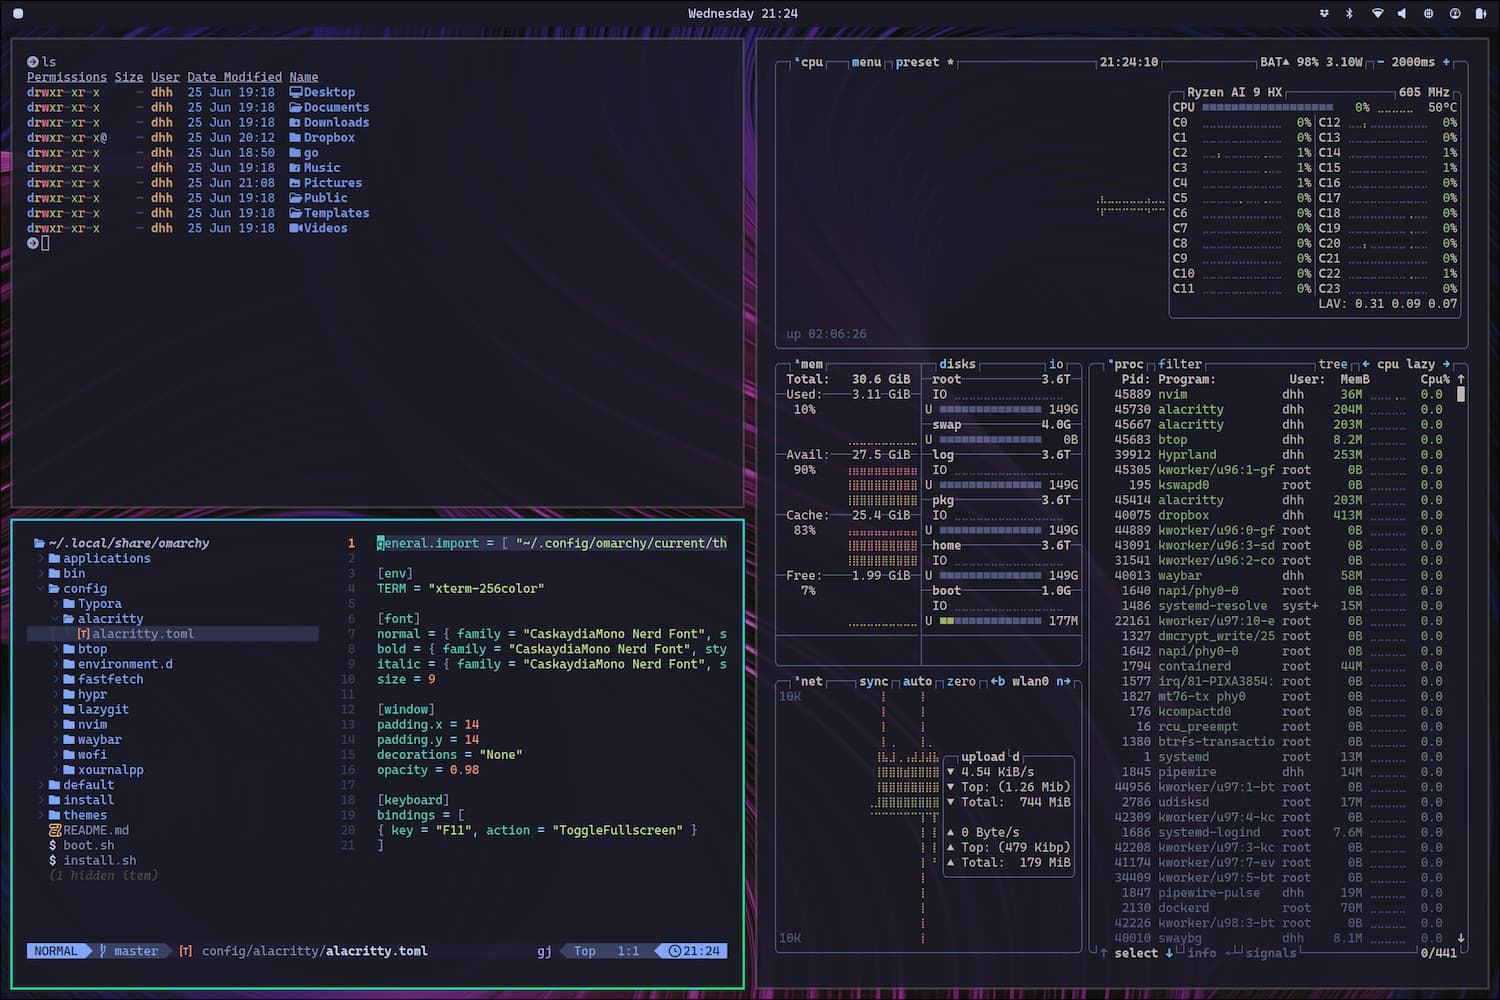 Wednesday 21:24
ls
Permissions Size User Date Modified Name
drwxr-xr-x - dhh 25 Jun 19:18 Desktop
drwxr-xr-x - dhh 25 Jun 19:18 Documents
drwxr-xr-x - dhh 25 Jun 19:18 Downloads
drwxr-xr-x@ - dhh 25 Jun 20:12 Dropbox
drwxr-xr-x - dhh 25 Jun 18:50 go
drwxr-xr-x - dhh 25 Jun 19:18 Music
drwxr-xr-x - dhh 25 Jun 21:08 Pictures
drwxr-xr-x - dhh 25 Jun 19:18 Public
drwxr-xr-x - dhh 25 Jun 19:18 Templates
drwxr-xr-x - dhh 25 Jun 19:18 Videos
~/.local/share/omarchy
applications
bin
config
Typora
alacritty
[T] alacritty.toml
btop
environment.d
fastfetch
hypr
lazygit
nvim
waybar
wofi
xournalpp
default
install
themes
README.md
$ boot.sh
$ install.sh
(1 hidden item)
1 general.import = [ "~/.config/omarchy/current/th
2
3 [env]
4 TERM = "xterm-256color"
5
6 [font]
7 normal = { family = "CaskaydiaMono Nerd Font", s
8 bold = { family = "CaskaydiaMono Nerd Font", sty
9 italic = { family = "CaskaydiaMono Nerd Font", s
10 size = 9
11
12 [window]
13 padding.x = 14
14 padding.y = 14
15 decorations = "None"
16 opacity = 0.98
17
18 [keyboard]
19 bindings = [
20 { key = "F11", action = "ToggleFullscreen" }
21 ]
NORMAL master [T] config/alacritty/alacritty.toml gj Top 1:1 21:24
¹cpu menu preset * 21:24:10 BAT▲ 98% 3.10W - 2000ms +
Ryzen AI 9 HX 605 MHz
CPU 0% 50°C
C0 0% C12 0%
C1 0% C13 0%
C2 1% C14 1%
C3 1% C15 1%
C4 1% C16 0%
C5 0% C17 0%
C6 0% C18 0%
C7 0% C19 0%
C8 0% C20 0%
C9 0% C21 0%
C10 0% C22 1%
C11 0% C23 0%
LAV: 0.31 0.09 0.07
up 02:06:26
²mem
Total: 30.6 GiB
Used: 3.11 GiB
10%
Avail: 27.5 GiB
90%
Cache: 25.4 GiB
83%
Free: 1.99 GiB
7%
disks io
root 3.6T
IO
U 149G
swap 4.0G
U 0B
log 3.6T
IO
U 149G
pkg 3.6T
IO
U 149G
home 3.6T
IO
U 149G
boot 1.0G
IO
U 177M
³net sync auto zero ←b wlan0 n→
10K
upload d
▼ 4.54 KiB/s
▼ Top: (1.26 Mib)
▼ Total: 744 MiB
▲ 0 Byte/s
▲ Top: (479 Kibp)
▲ Total: 179 MiB
10K
⁴proc filter tree ← cpu lazy →
Pid: Program: User: MemB Cpu% ↑
45889 nvim dhh 36M 0.0
45730 alacritty dhh 204M 0.0
45667 alacritty dhh 203M 0.0
45683 btop dhh 8.2M 0.0
39912 Hyprland dhh 253M 0.0
45305 kworker/u96:1-gf root 0B 0.0
195 kswapd0 root 0B 0.0
45414 alacritty dhh 203M 0.0
40075 dropbox dhh 413M 0.0
44889 kworker/u96:0-gf root 0B 0.0
43091 kworker/u96:3-sd root 0B 0.0
31541 kworker/u96:2-co root 0B 0.0
40013 waybar dhh 58M 0.0
1640 napi/phy0-0 root 0B 0.0
1486 systemd-resolve syst+ 15M 0.0
22161 kworker/u97:10-e root 0B 0.0
1327 dmcrypt_write/25 root 0B 0.0
1642 napi/phy0-0 root 0B 0.0
1794 containerd root 44M 0.0
1577 irq/81-PIXA3854: root 0B 0.0
1827 mt76-tx phy0 root 0B 0.0
176 kcompactd0 root 0B 0.0
16 rcu_preempt root 0B 0.0
1380 btrfs-transactio root 0B 0.0
1 systemd root 13M 0.0
1845 pipewire dhh 14M 0.0
44956 kworker/u97:1-bt root 0B 0.0
2786 udisksd root 17M 0.0
42309 kworker/u97:4-kc root 0B 0.0
1686 systemd-logind root 7.6M 0.0
42208 kworker/u97:3-kc root 0B 0.0
41174 kworker/u97:7-ev root 0B 0.0
34409 kworker/u97:5-bt root 0B 0.0
1847 pipewire-pulse dhh 19M 0.0
2130 dockerd root 70M 0.0
42226 kworker/u98:3-bt root 0B 0.0
40010 swaybg dhh 8.1M 0.0 ↓
↑ select ↓ info ↵ signals 0/441